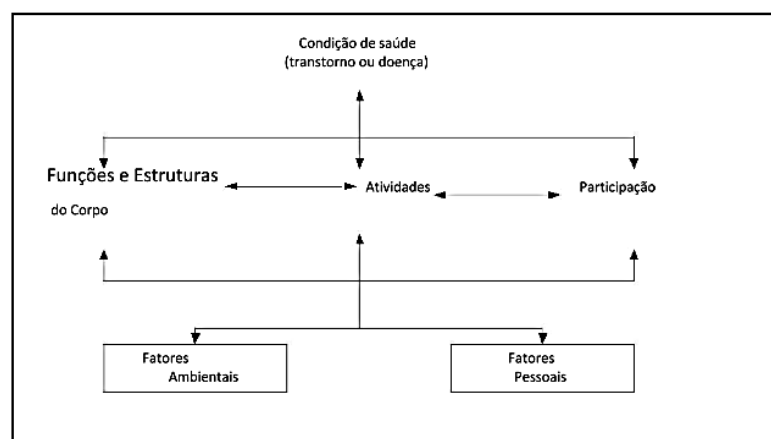 Condição de saúde
(transtorno ou doença)
Funções e Estruturas
do Corpo
Atividades
Participação
Fatores
Ambientais
Fatores
Pessoais